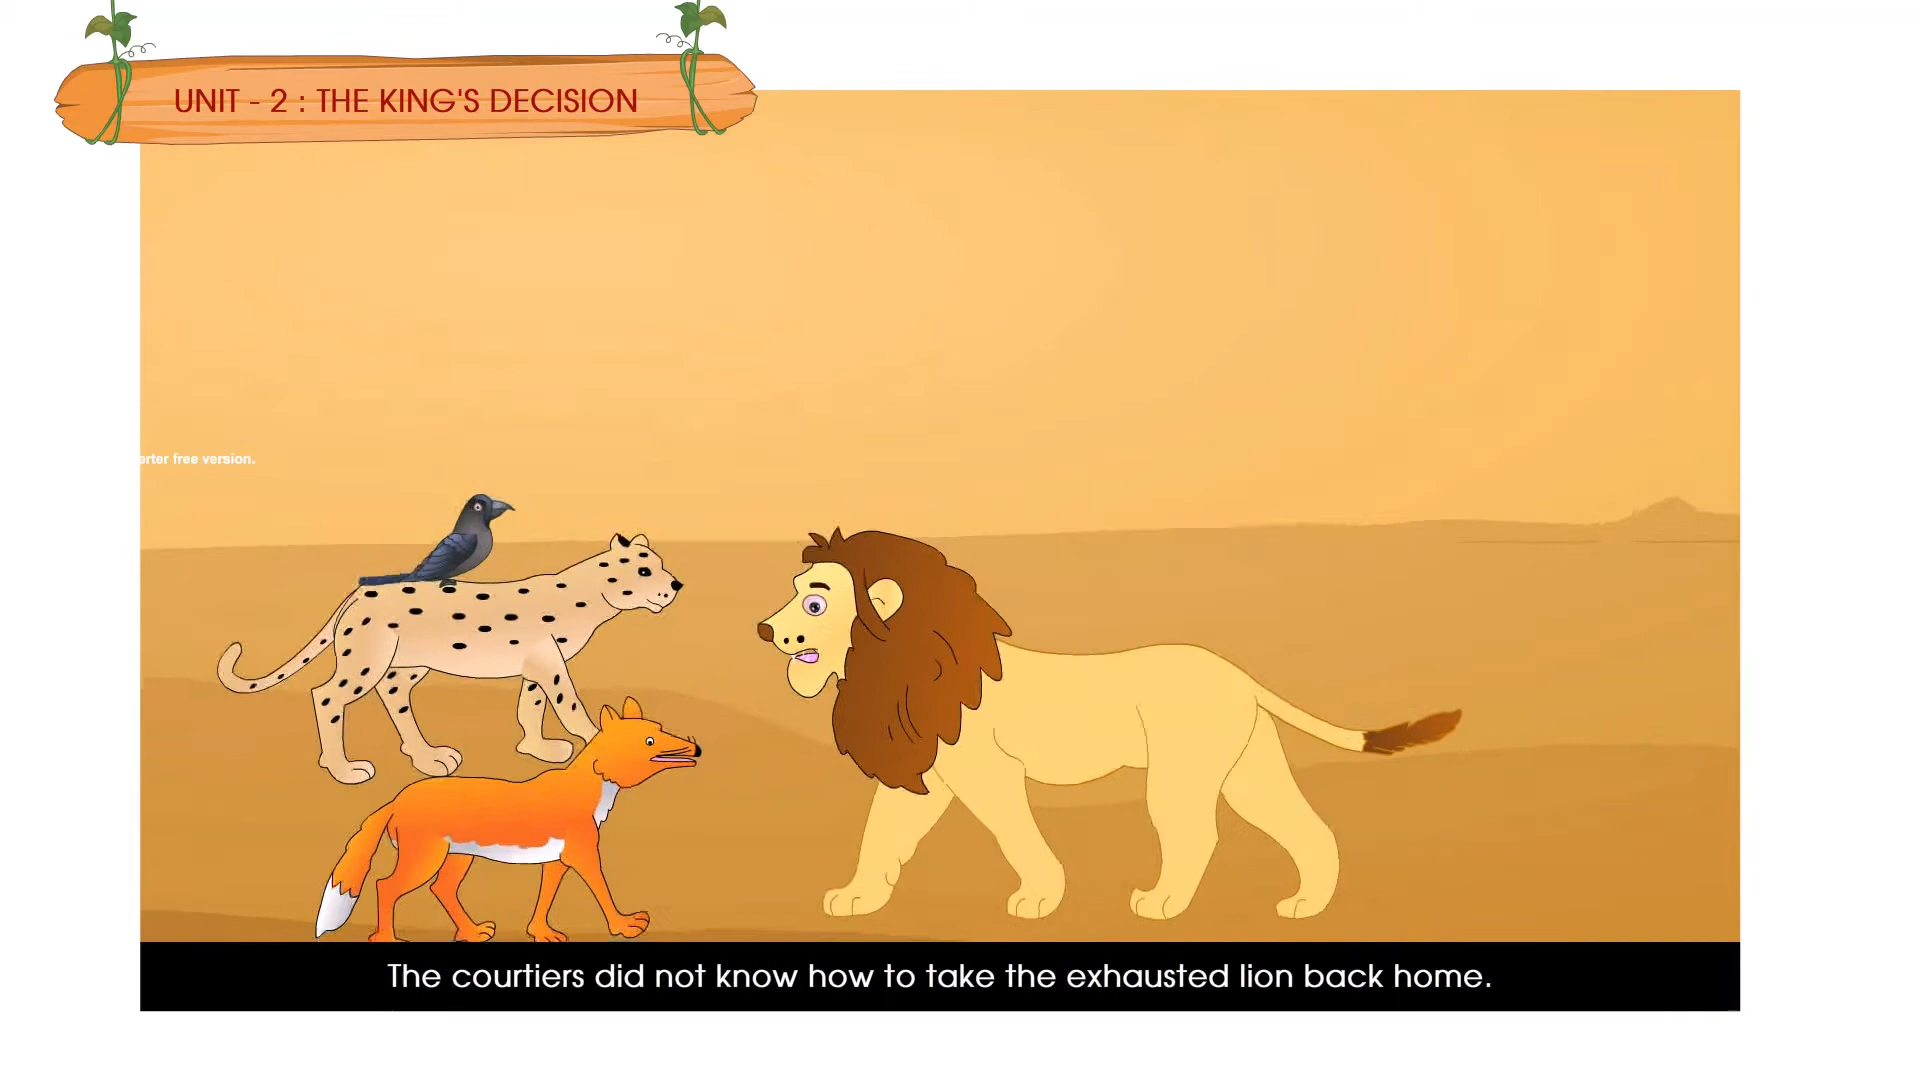 UNIT - 2 : THE KING'S DECISION
erter free version.
The courtiers did not know how to take the exhausted lion back home.